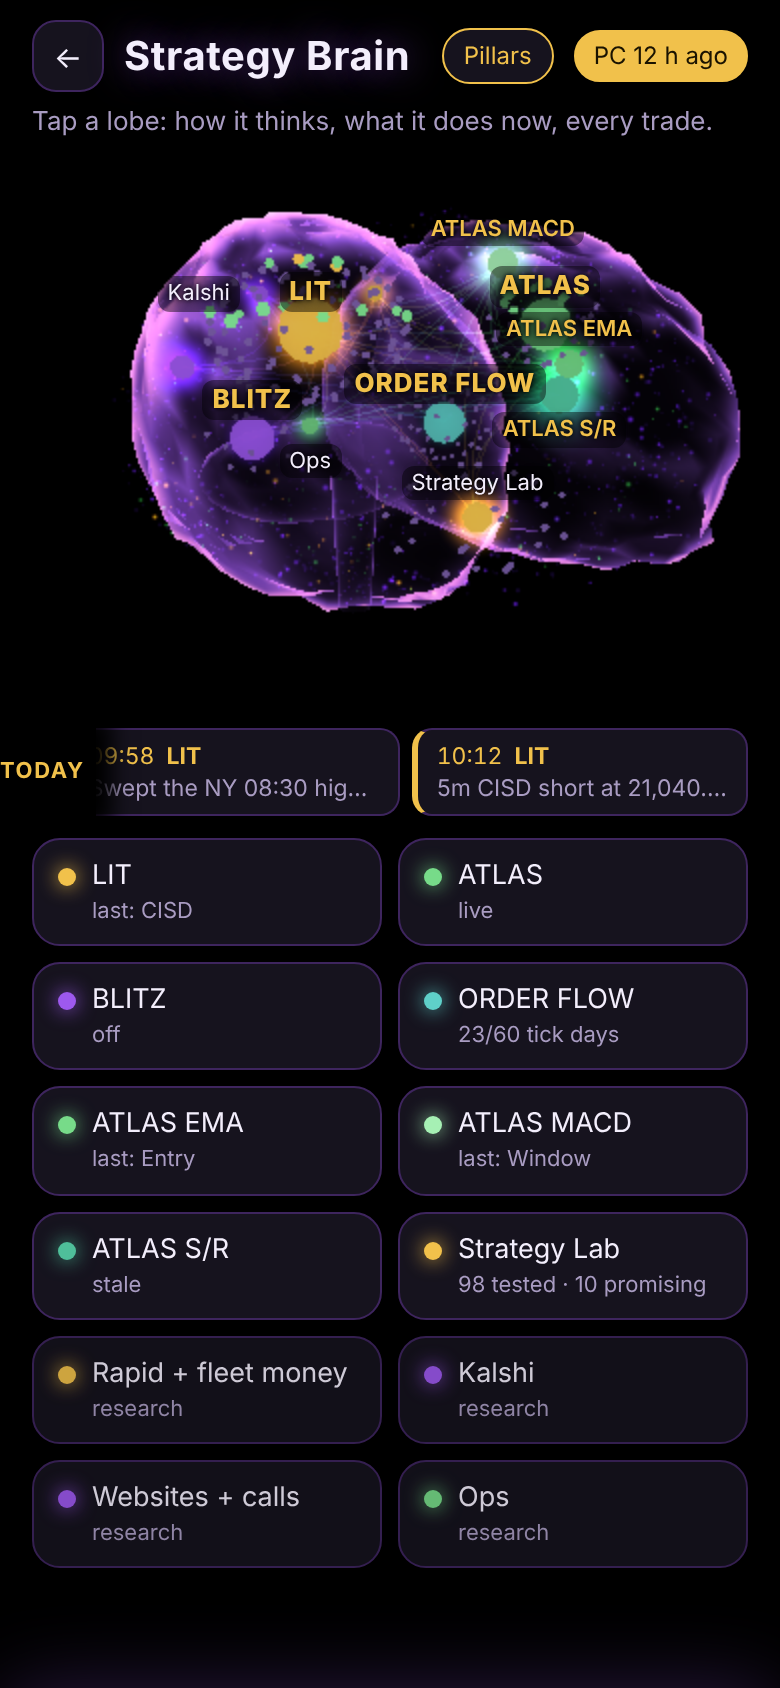 ← Strategy Brain Pillars PC 12 h ago
Tap a lobe: how it thinks, what it does now, every trade.
ATLAS MACD
Kalshi
LIT
ATLAS
ATLAS EMA
BLITZ
ORDER FLOW
ATLAS S/R
Ops
Strategy Lab
TODAY
09:58 LIT
Swept the NY 08:30 hig...
10:12 LIT
5m CISD short at 21,040....
LIT
last: CISD
ATLAS
live
BLITZ
off
ORDER FLOW
23/60 tick days
ATLAS EMA
last: Entry
ATLAS MACD
last: Window
ATLAS S/R
stale
Strategy Lab
98 tested · 10 promising
Rapid + fleet money
research
Kalshi
research
Websites + calls
research
Ops
research